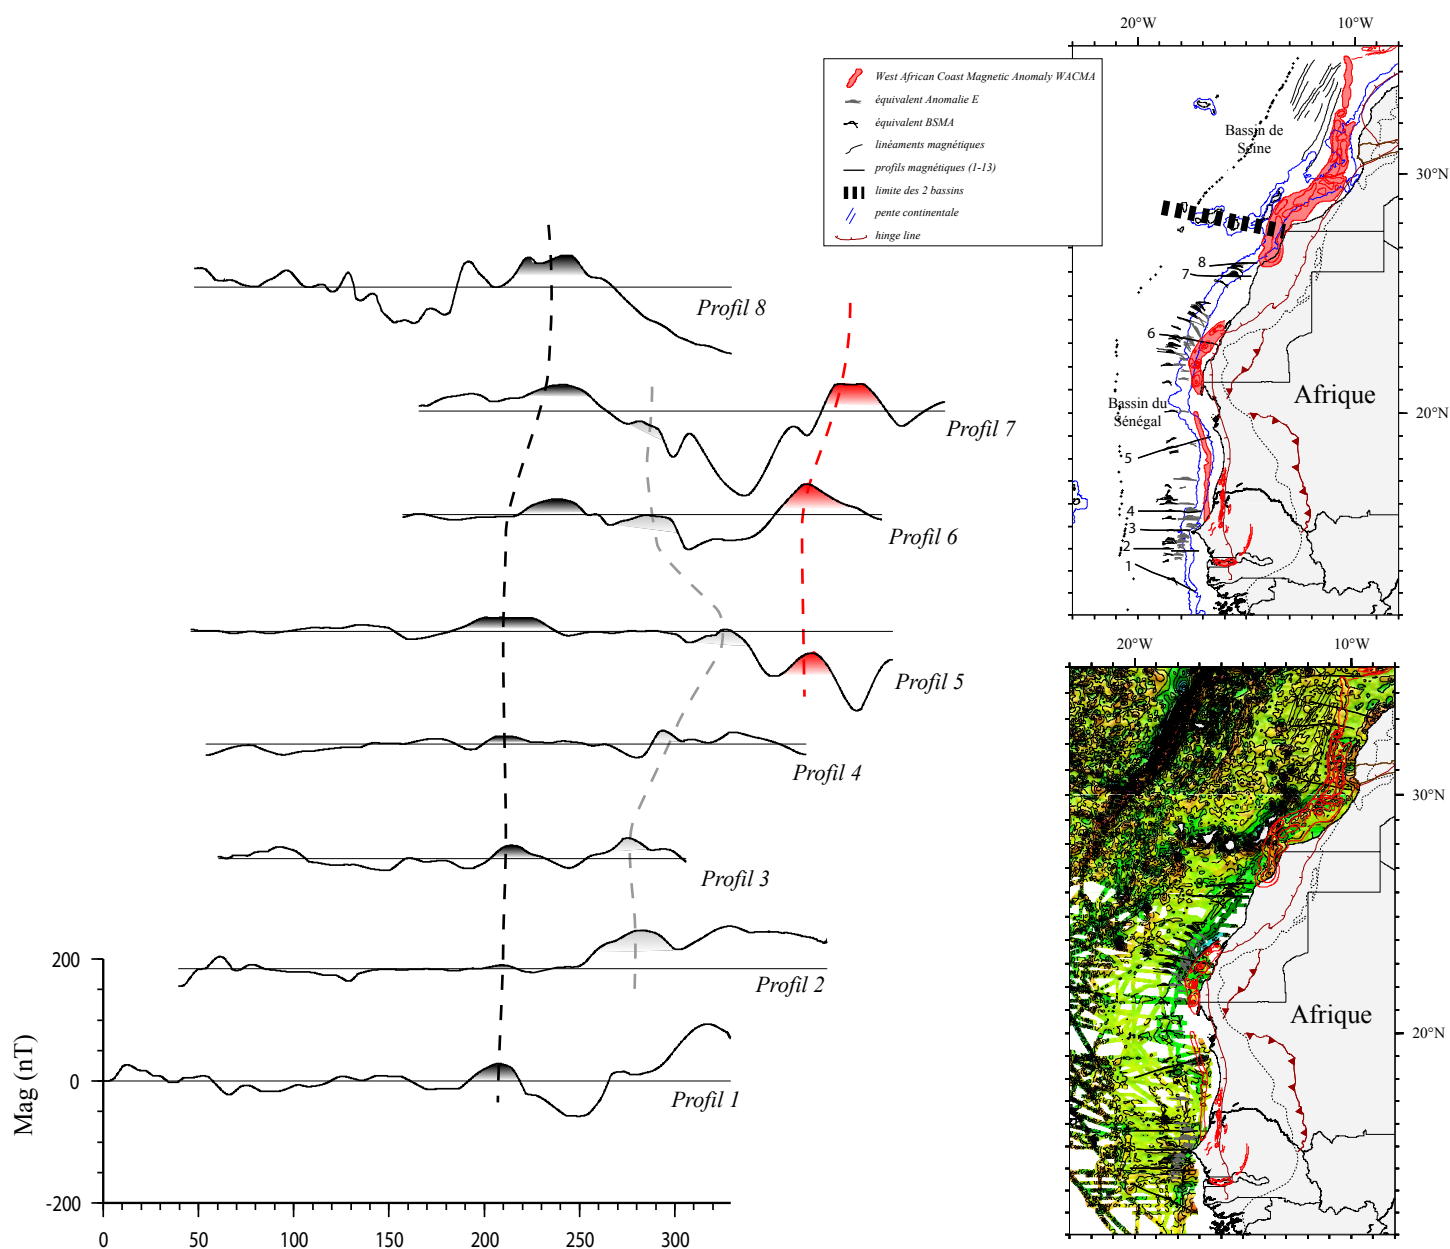 20°W 10°W
West African Coast Magnetic Anomaly WACMA
équivalent Anomalie E
équivalent BSMA
linéaments magnétiques
profils magnétiques (1-13)
limite des 2 bassins
pente continentale
hinge line
Bassin de
Seine
30°N
8
7
6
Afrique
Bassin du
Sénégal
20°N
5
4
3
2
1
Profil 8
Profil 7
Profil 6
Profil 5
Profil 4
Profil 3
Profil 2
Profil 1
200
0
-200
Mag (nT)
0 50 100 150 200 250 300
20°W 10°W
30°N
Afrique
20°N